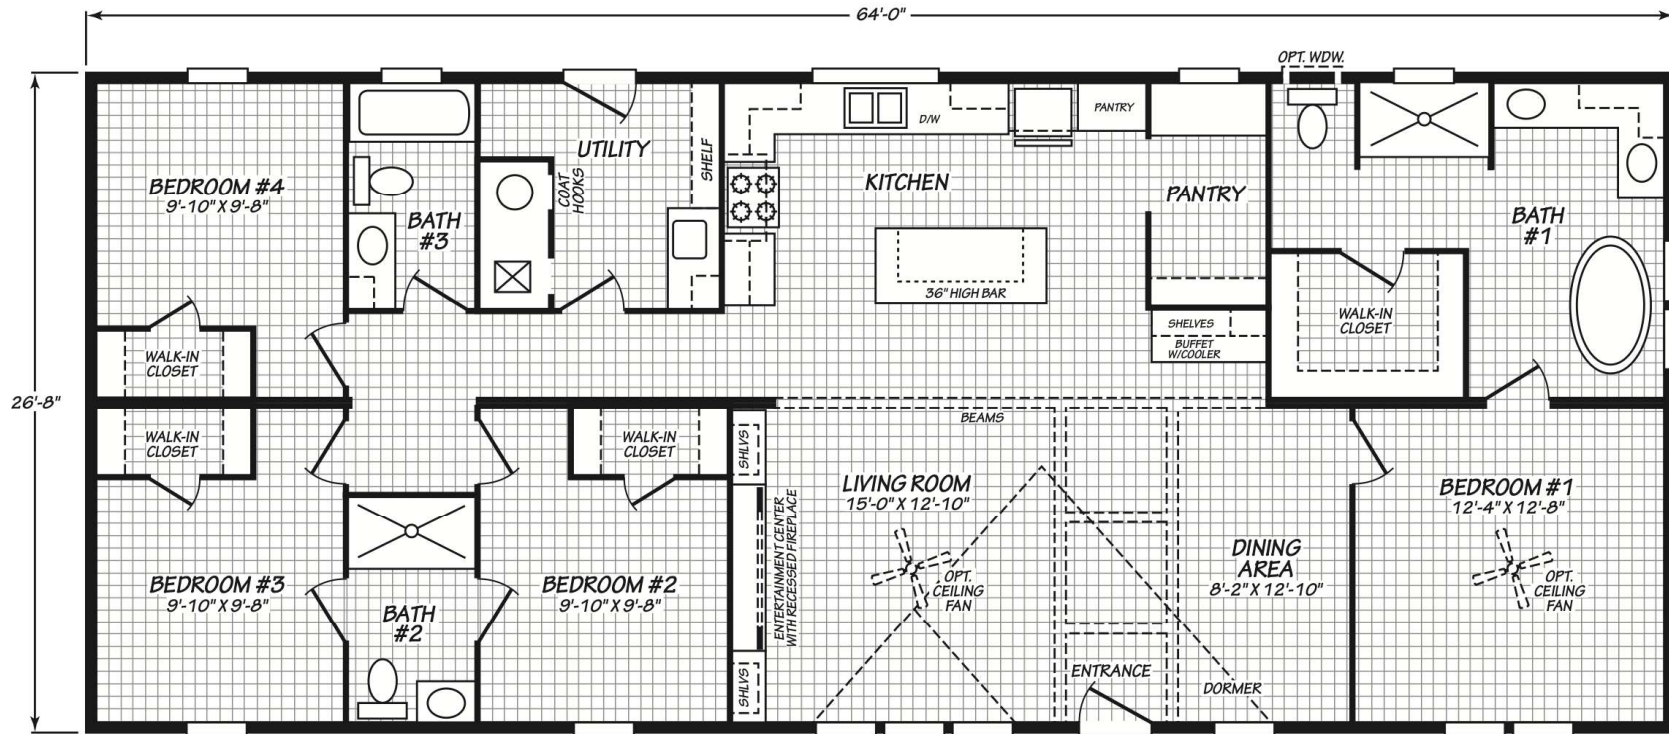 64'-0"
OPT. WDW.
26'-8"
BEDROOM #4
9'-10" X 9'-8"
BATH
#3
UTILITY
COAT
HOOKS
SHELF
D/W
PANTRY
KITCHEN
36" HIGH BAR
PANTRY
SHELVES
BUFFET
W/COOLER
BATH
#1
WALK-IN
CLOSET
WALK-IN
CLOSET
WALK-IN
CLOSET
WALK-IN
CLOSET
SHLVS
BEAMS
LIVING ROOM
15'-0" X 12'-10"
BEDROOM #1
12'-4" X 12'-8"
BEDROOM #3
9'-10" X 9'-8"
BATH
#2
BEDROOM #2
9'-10" X 9'-8"
ENTERTAINMENT CENTER
WITH RECESSED FIREPLACE
OPT.
CEILING
FAN
DINING
AREA
8'-2" X 12'-10"
OPT.
CEILING
FAN
SHLVS
ENTRANCE
DORMER